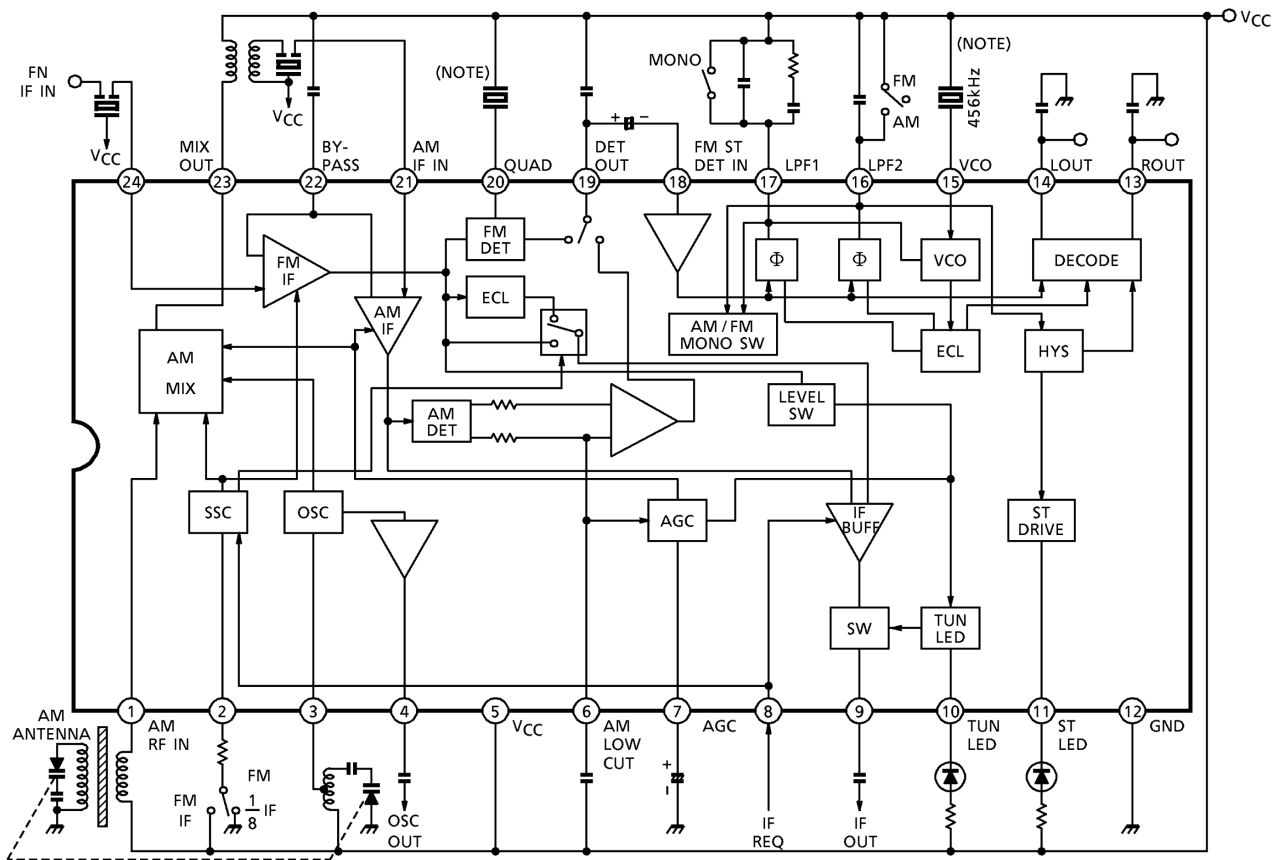 VCC
FN
IF IN
VCC
VCC
(NOTE)
MONO
FM
AM
(NOTE)
456kHz
MIX
OUT
BY-
PASS
AM
IF IN
QUAD
DET
OUT
FM ST
DET IN
LPF1
LPF2
VCO
LOUT
ROUT
+ −
24
23
22
21
20
19
18
17
16
15
14
13
FM
IF
FM
DET
ECL
AM
IF
AM
MIX
AM
DET
Φ
Φ
VCO
DECODE
AM / FM
MONO SW
ECL
HYS
LEVEL
SW
SSC
OSC
AGC
IF
BUFF
ST
DRIVE
SW
TUN
LED
1
2
3
4
5
6
7
8
9
10
11
12
AM
ANTENNA
AM
RF IN
VCC
AM
LOW
CUT
AGC
TUN
LED
ST
LED
GND
FM
IF
FM
1/8 IF
OSC
OUT
+
−
IF
REQ
IF
OUT